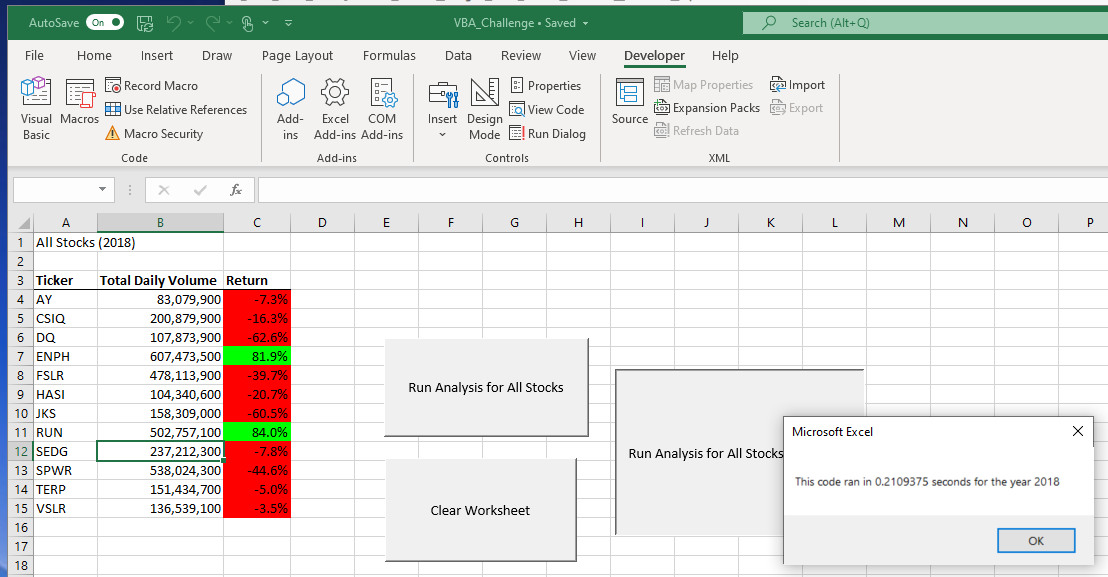 AutoSave On VBA_Challenge • Saved Search (Alt+Q)
File Home Insert Draw Page Layout Formulas Data Review View Developer Help
Visual Basic
Macros
Record Macro
Use Relative References
Macro Security
Code
Add-ins
Excel Add-ins
COM Add-ins
Add-ins
Insert
Design Mode
Properties
View Code
Run Dialog
Controls
Source
Map Properties
Expansion Packs
Refresh Data
Import
Export
XML
fx
A B C D E F G H I J K L M N O P
1 All Stocks (2018)
2
3 Ticker Total Daily Volume Return
4 AY 83,079,900 -7.3%
5 CSIQ 200,879,900 -16.3%
6 DQ 107,873,900 -62.6%
7 ENPH 607,473,500 81.9%
8 FSLR 478,113,900 -39.7%
9 HASI 104,340,600 -20.7%
10 JKS 158,309,000 -60.5%
11 RUN 502,757,100 84.0%
12 SEDG 237,212,300 -7.8%
13 SPWR 538,024,300 -44.6%
14 TERP 151,434,700 -5.0%
15 VSLR 136,539,100 -3.5%
16
17
18
Run Analysis for All Stocks
Clear Worksheet
Run Analysis for All Stocks
Microsoft Excel
This code ran in 0.2109375 seconds for the year 2018
OK